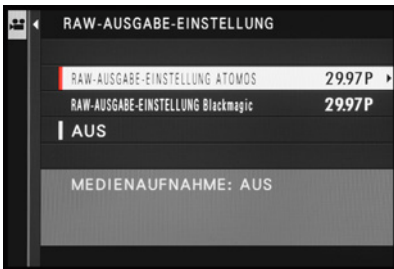 RAW-AUSGABE-EINSTELLUNG
RAW-AUSGABE-EINSTELLUNG ATOMOS 29.97P
RAW-AUSGABE-EINSTELLUNG Blackmagic 29.97P
AUS
MEDIENAUFNAHME: AUS